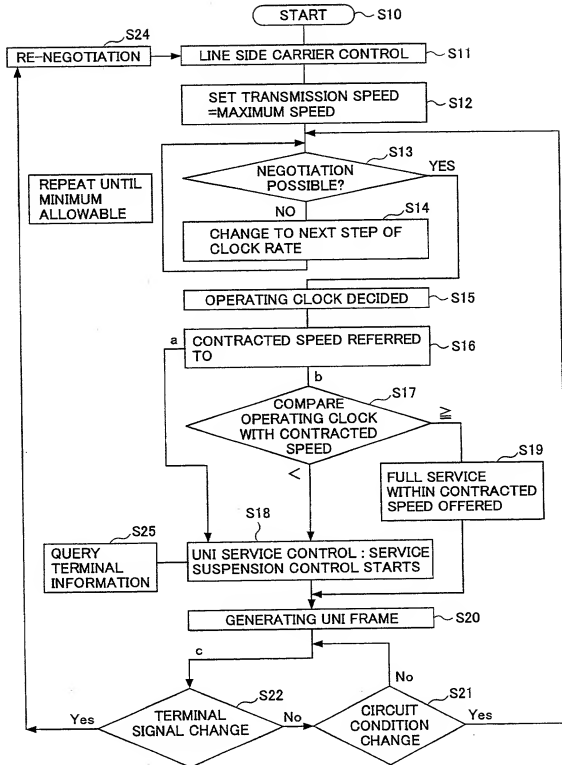 START
S10
S24
RE-NEGOTIATION
LINE SIDE CARRIER CONTROL
S11
SET TRANSMISSION SPEED
=MAXIMUM SPEED
S12
S13
YES
NEGOTIATION
POSSIBLE?
REPEAT UNTIL
MINIMUM
ALLOWABLE
NO
S14
CHANGE TO NEXT STEP OF
CLOCK RATE
OPERATING CLOCK DECIDED
S15
a
CONTRACTED SPEED REFERRED
TO
S16
b
S17
COMPARE
OPERATING CLOCK
WITH CONTRACTED
SPEED
≧
<
S19
FULL SERVICE
WITHIN CONTRACTED
SPEED OFFERED
S18
S25
QUERY
TERMINAL
INFORMATION
UNI SERVICE CONTROL : SERVICE
SUSPENSION CONTROL STARTS
GENERATING UNI FRAME
S20
c
No
S22
S21
Yes
TERMINAL
SIGNAL CHANGE
No
CIRCUIT
CONDITION
CHANGE
Yes